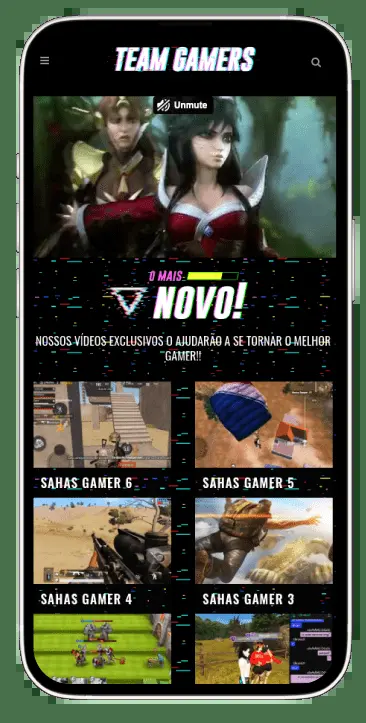 TEAM GAMERS
Unmute
O MAIS
NOVO!
NOSSOS VÍDEOS EXCLUSIVOS O AJUDARÃO A SE TORNAR O MELHOR
GAMER!!
SAHAS GAMER 6
SAHAS GAMER 5
SAHAS GAMER 4
SAHAS GAMER 3